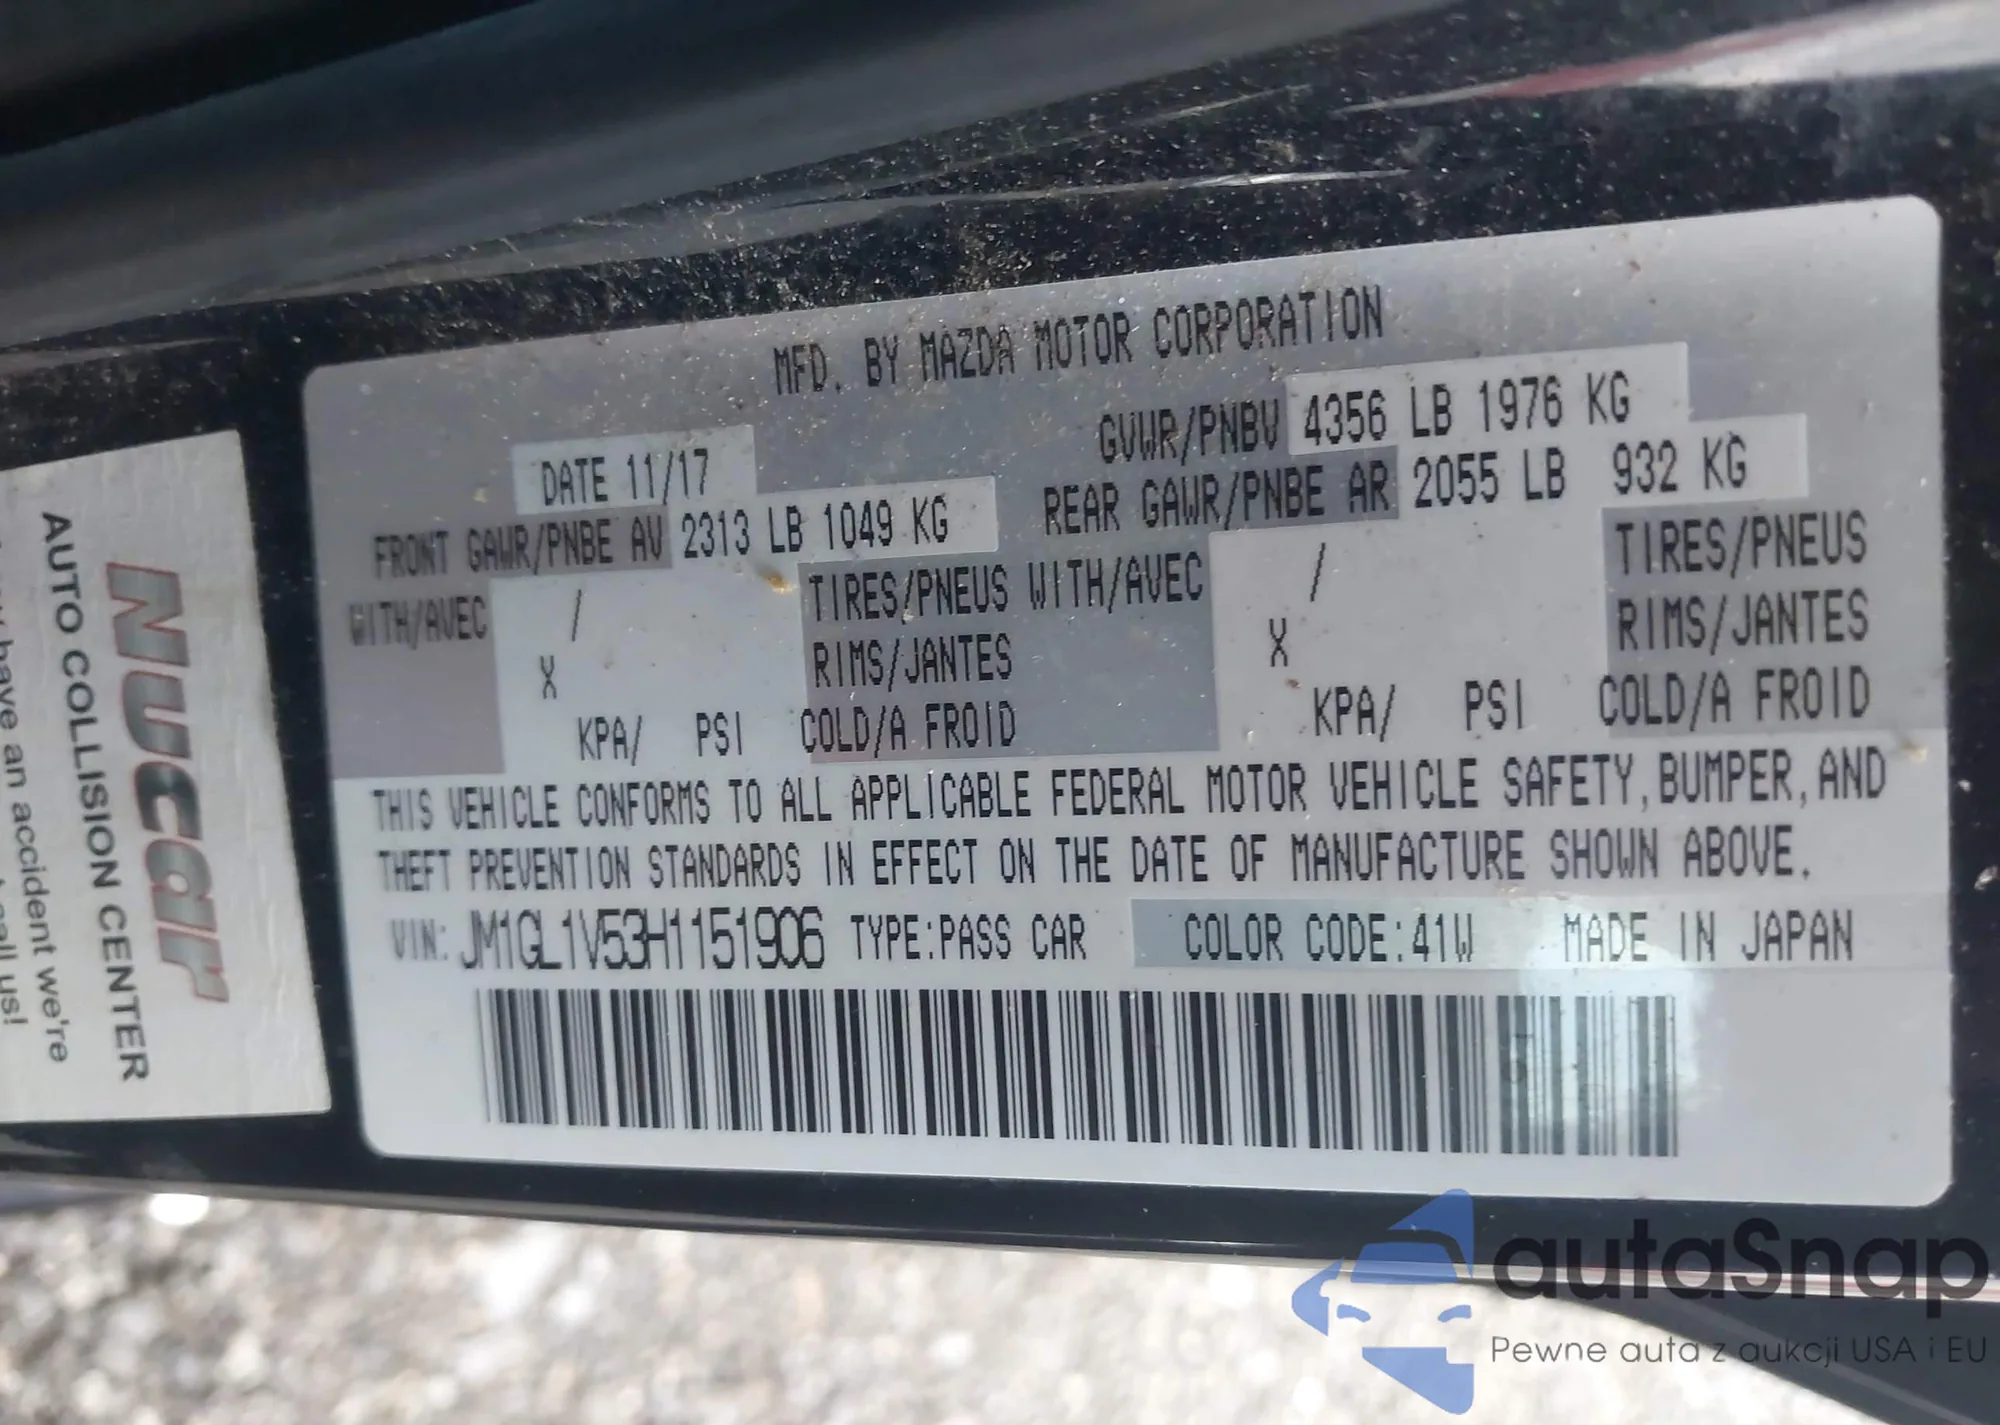 MFD. BY MAZDA MOTOR CORPORATION
DATE 11/17
GVWR/PNBV 4356 LB 1976 KG
FRONT GAWR/PNBE AV 2313 LB 1049 KG
REAR GAWR/PNBE AR 2055 LB 932 KG
WITH/AVEC / TIRES/PNEUS WITH/AVEC / TIRES/PNEUS
X RIMS/JANTES X RIMS/JANTES
KPA/ PSI COLD/A FROID KPA/ PSI COLD/A FROID
THIS VEHICLE CONFORMS TO ALL APPLICABLE FEDERAL MOTOR VEHICLE SAFETY, BUMPER, AND
THEFT PREVENTION STANDARDS IN EFFECT ON THE DATE OF MANUFACTURE SHOWN ABOVE.
VIN: JM1GL1V53H1151906 TYPE:PASS CAR COLOR CODE:41W MADE IN JAPAN
Nucar
AUTO COLLISION CENTER
have an accident we're
call us!
autaSnap
Pewne auta z aukcji USA i EU